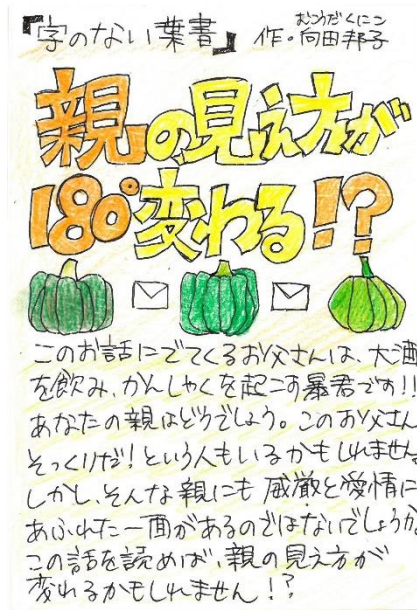 『字のない葉書』 作・向田邦子
むこうだくにこ
親の見え方が
180°変わる!?
このお話にでてくるお父さんは、大酒
を飲み、かんしゃくを起こす暴君です!!
あなたの親はどうでしょう。このお父さん
そっくりだ!という人もいるかもしれません。
しかし、そんな親にも威厳と愛情に
あふれた一面があるのではないでしょうか。
この話を読めば、親の見え方が
変わるかもしれません!?